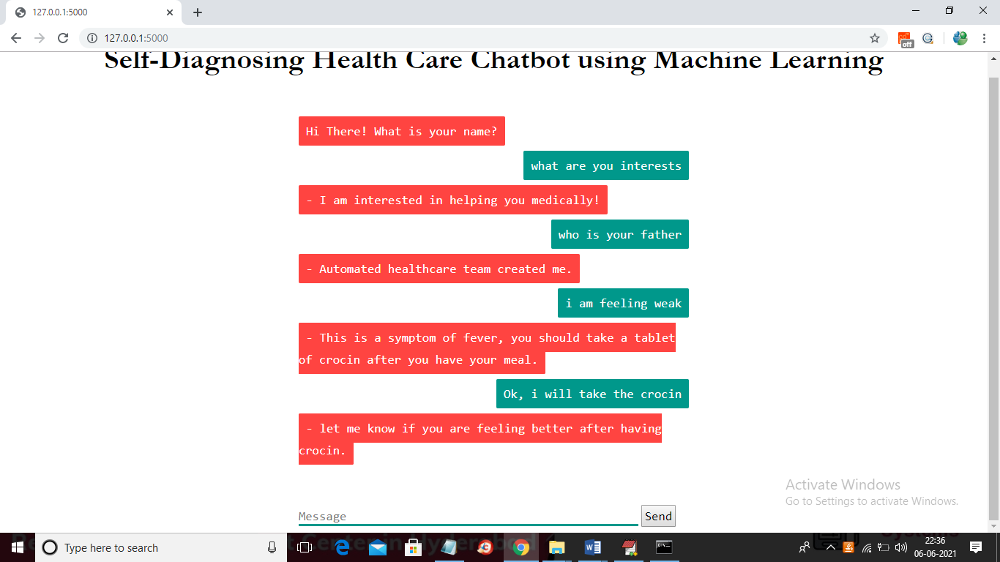 127.0.0.1:5000
127.0.0.1:5000
off
Self-Diagnosing Health Care Chatbot using Machine Learning
Hi There! What is your name?
what are you interests
- I am interested in helping you medically!
who is your father
- Automated healthcare team created me.
i am feeling weak
- This is a symptom of fever, you should take a tablet
of crocin after you have your meal.
Ok, i will take the crocin
- let me know if you are feeling better after having
crocin.
Activate Windows
Go to Settings to activate Windows.
Message
Send
Type here to search
22:36
06-06-2021